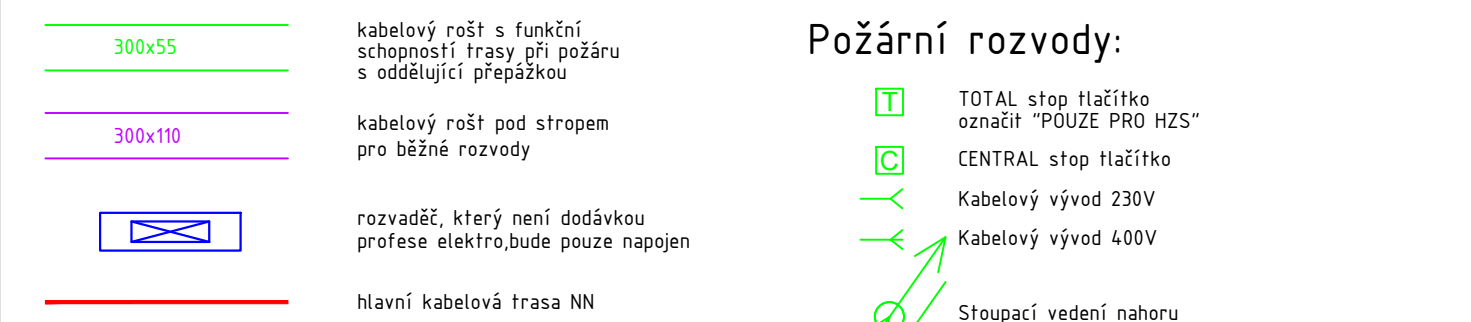 300x55
kabelový rošt s funkční
schopností trasy při požáru
s oddělující přepážkou
300x110
kabelový rošt pod stropem
pro běžné rozvody
rozvaděč, který není dodávkou
profese elektro,bude pouze napojen
hlavní kabelová trasa NN
Požární rozvody:
T
TOTAL stop tlačítko
označit "POUZE PRO HZS"
C
CENTRAL stop tlačítko
Kabelový vývod 230V
Kabelový vývod 400V
Stoupací vedení nahoru